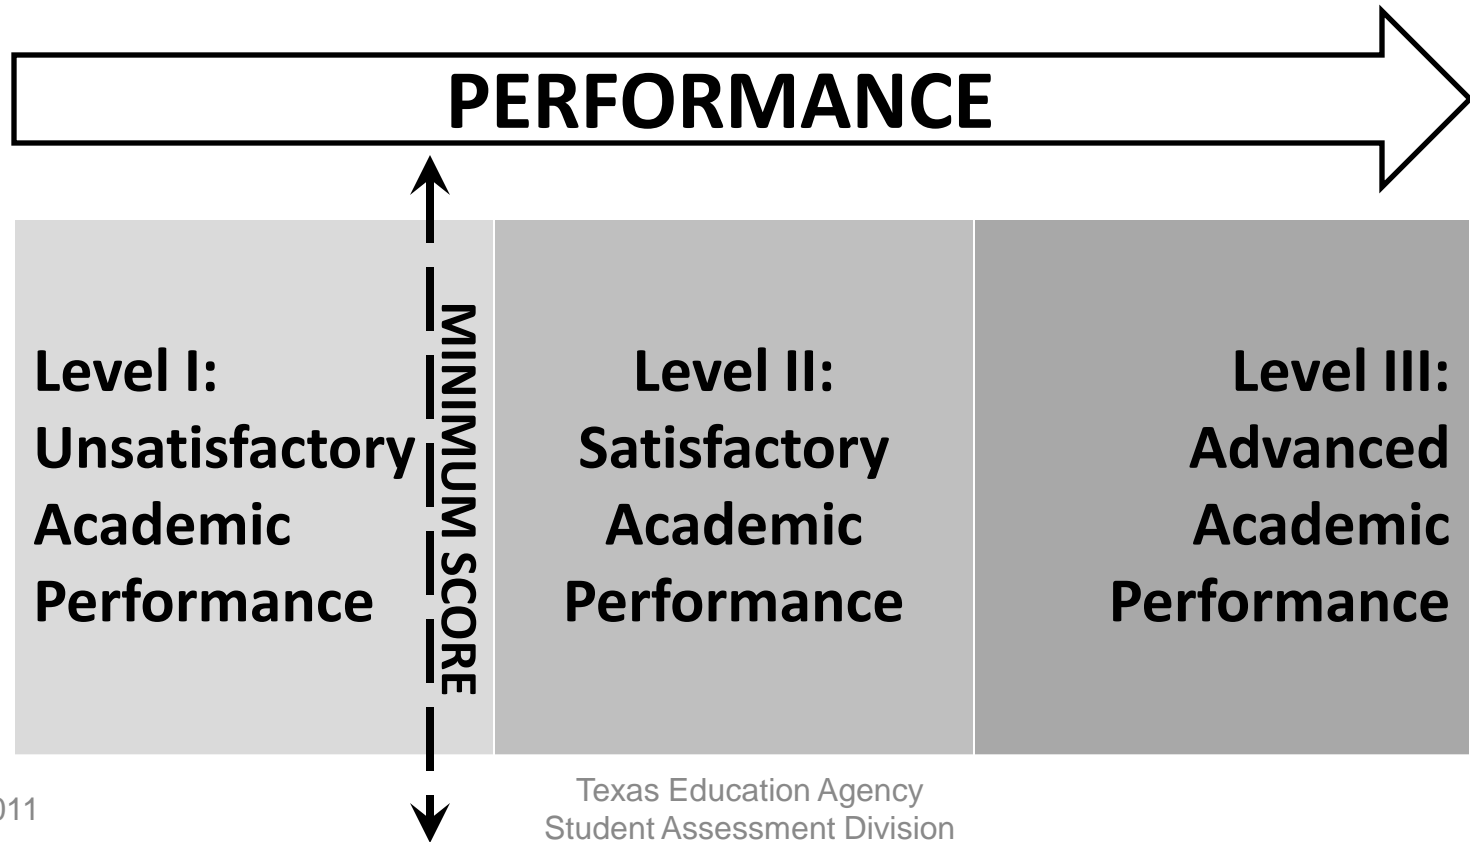 PERFORMANCE
Level I:
Unsatisfactory
Academic
Performance
MINIMUM SCORE
Level II:
Satisfactory
Academic
Performance
Level III:
Advanced
Academic
Performance
011
Texas Education Agency
Student Assessment Division